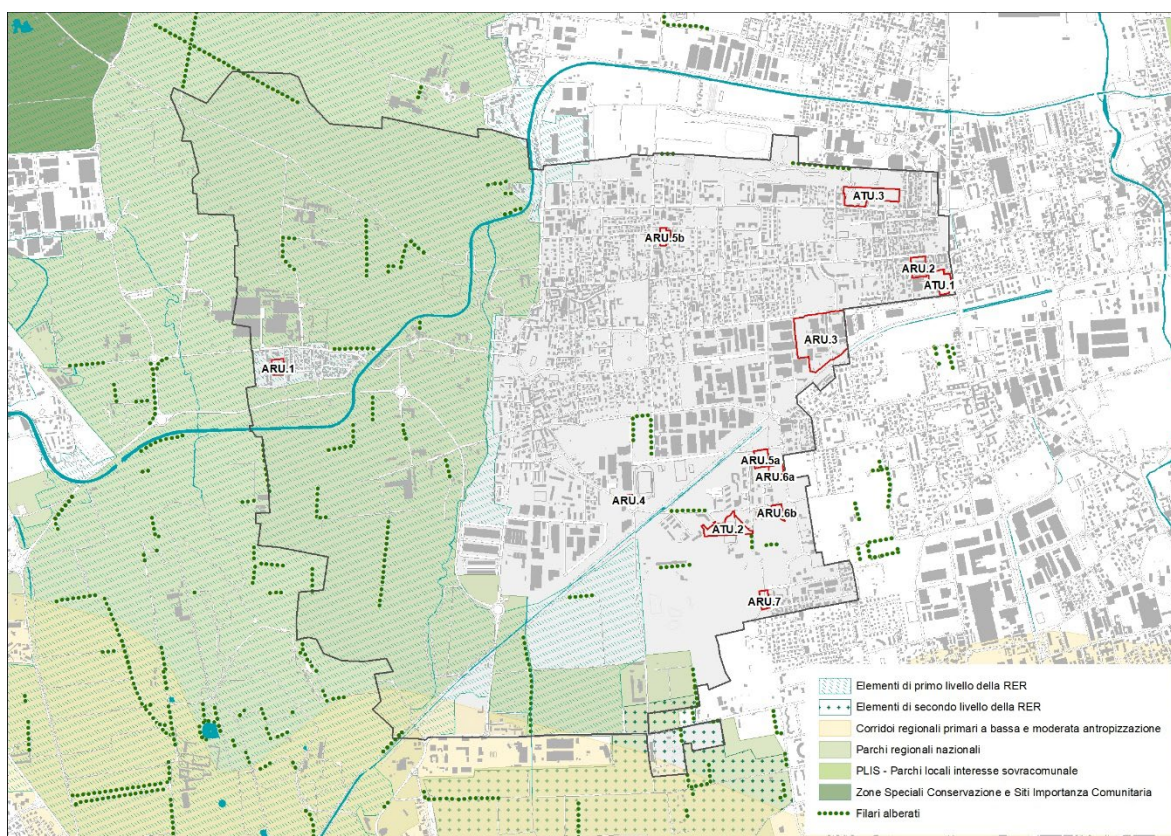 ATU.3
ARU.5b
ARU.2
ATU.1
ARU.3
ARU.1
ARU.5a
ARU.6a
ARU.4
ARU.6b
ATU.2
ARU.7
Elementi di primo livello della RER
Elementi di secondo livello della RER
Corridoi regionali primari a bassa e moderata antropizzazione
Parchi regionali nazionali
PLIS - Parchi locali interesse sovracomunale
Zone Speciali Conservazione e Siti Importanza Comunitaria
Filari alberati